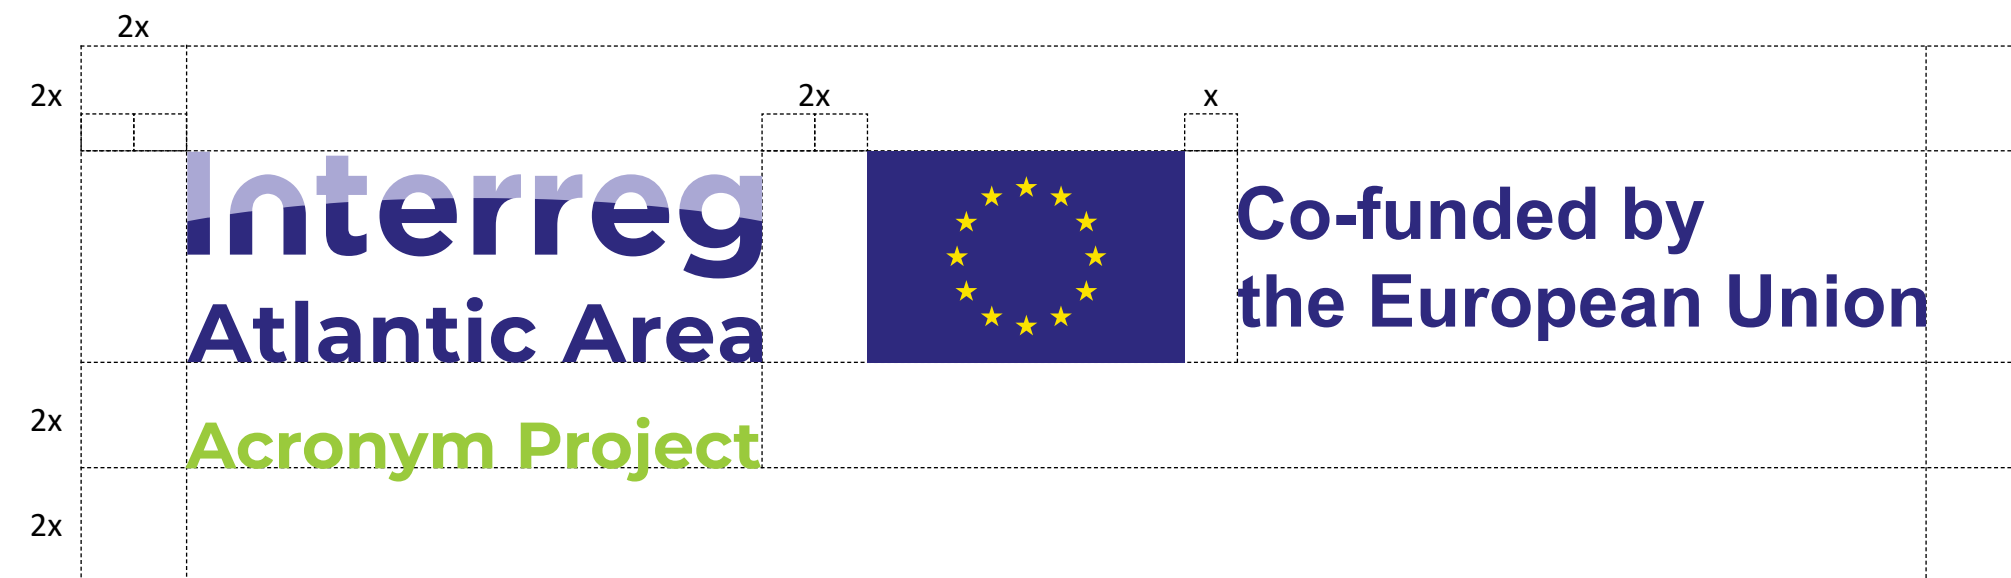 2x
2x
2x
x
Interreg
Co-funded by
the European Union
Atlantic Area
2x
Acronym Project
2x